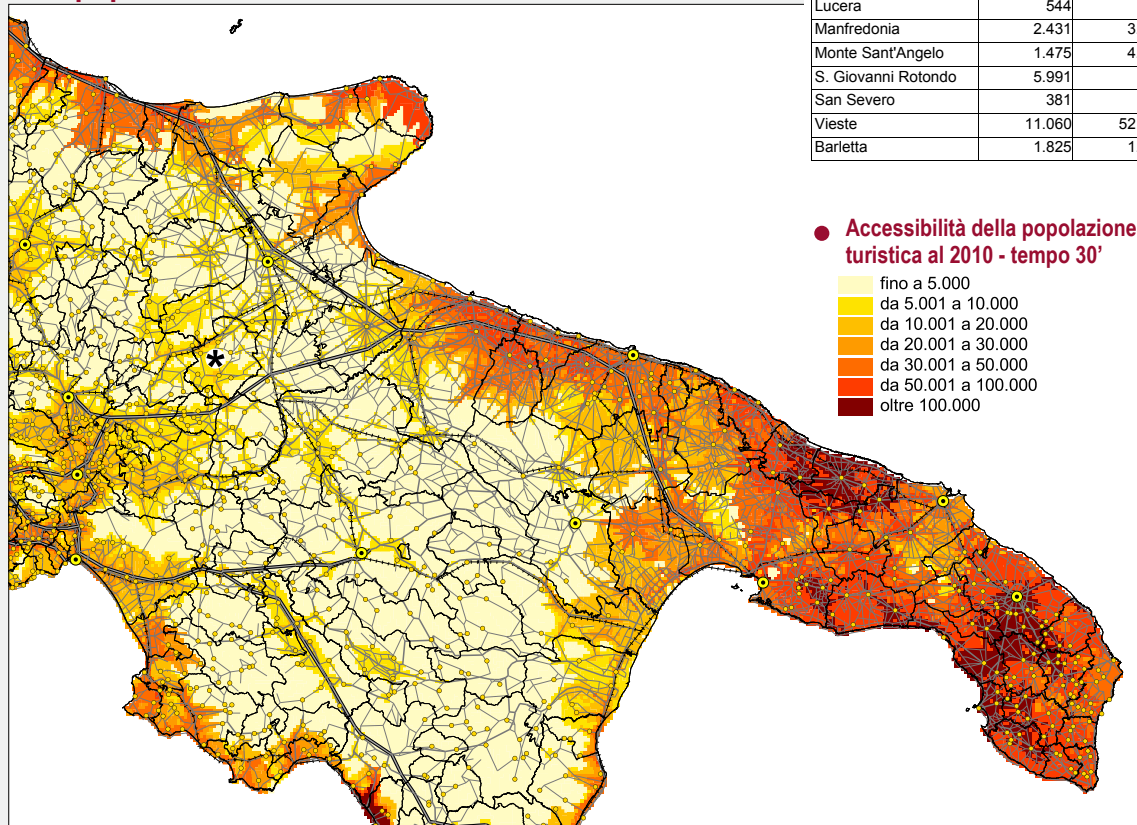 Lucera 544
Manfredonia 2.431 3
Monte Sant'Angelo 1.475 4
S. Giovanni Rotondo 5.991
San Severo 381
Vieste 11.060 52
Barletta 1.825 1
Accessibilità della popolazione
turistica al 2010 - tempo 30’
fino a 5.000
da 5.001 a 10.000
da 10.001 a 20.000
da 20.001 a 30.000
da 30.001 a 50.000
da 50.001 a 100.000
oltre 100.000
*